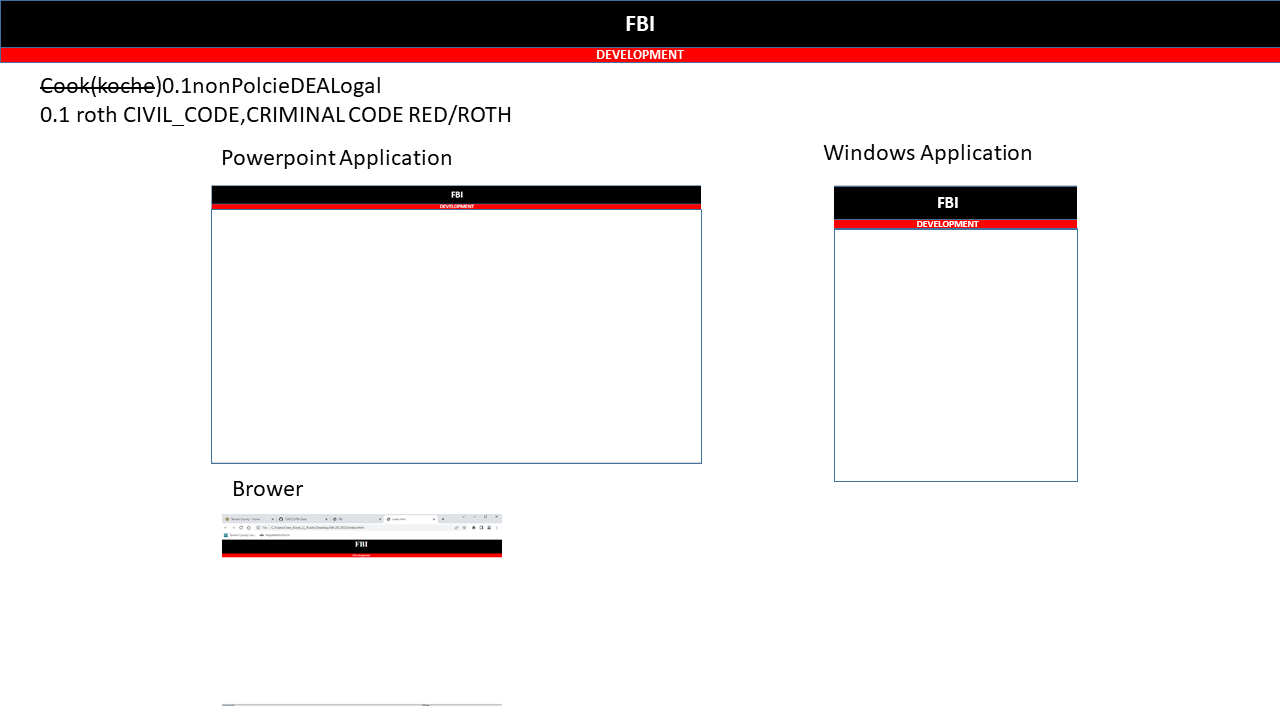 FBI
DEVELOPMENT
Cook(koche)0.1nonPolcieDEALogal
0.1 roth CIVIL_CODE,CRIMINAL CODE RED/ROTH
Powerpoint Application
Windows Application
FBI
DEVELOPMENT
FBI
DEVELOPMENT
Brower
FBI
Development